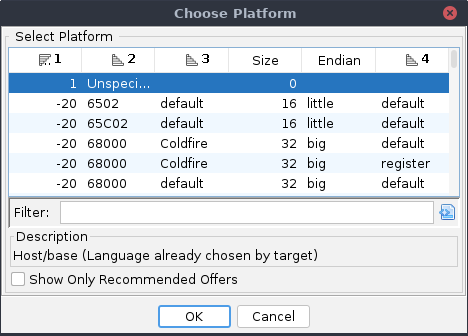 Choose Platform
Select Platform
1 2 3 Size Endian 4
1 Unspeci... 0
-20 6502 default 16 little default
-20 65C02 default 16 little default
-20 68000 Coldfire 32 big default
-20 68000 Coldfire 32 big register
-20 68000 default 32 big default
Filter:
Description
Host/base (Language already chosen by target)
Show Only Recommended Offers
OK Cancel